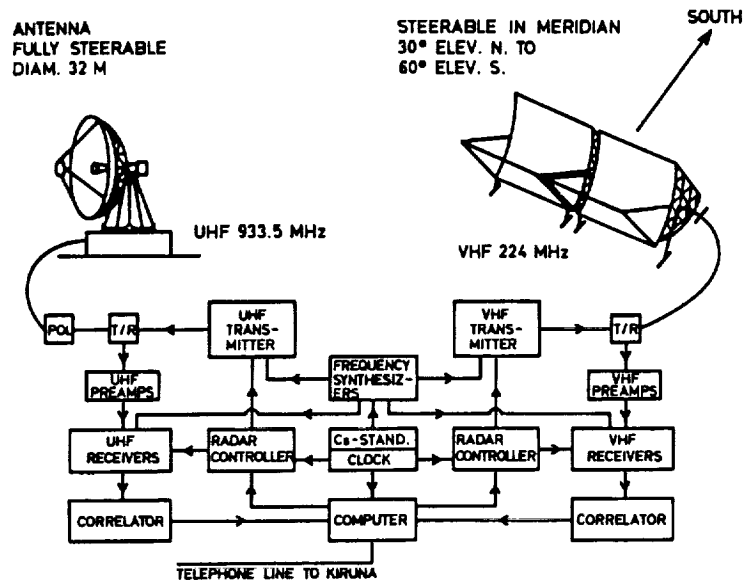 ANTENNA
FULLY STEERABLE
DIAM. 32 M
STEERABLE IN MERIDIAN
30° ELEV. N. TO
60° ELEV. S.
SOUTH
UHF 933.5 MHz
VHF 224 MHz
POL
T/R
UHF
TRANS-
MITTER
VHF
TRANS-
MITTER
T/R
UHF
PREAMPS
FREQUENCY
SYNTHESIZ-
ERS
VHF
PREAMPS
UHF
RECEIVERS
RADAR
CONTROLLER
Cs-STAND.
CLOCK
RADAR
CONTROLLER
VHF
RECEIVERS
CORRELATOR
COMPUTER
CORRELATOR
TELEPHONE LINE TO KIRUNA